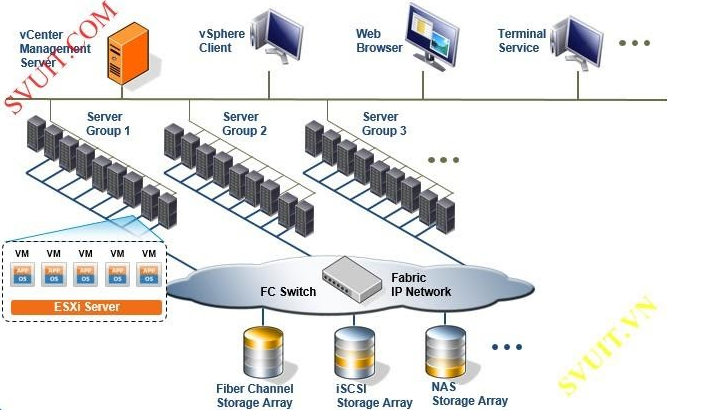 vCenter
Management
Server
vSphere
Client
Web
Browser
Terminal
Service
SVUIT.COM
Server
Group 1
Server
Group 2
Server
Group 3
VM VM VM VM VM
APP APP APP APP APP
OS OS OS OS OS
ESXi Server
FC Switch
Fabric
IP Network
Fiber Channel
Storage Array
iSCSI
Storage Array
NAS
Storage Array
SVUIT.VN